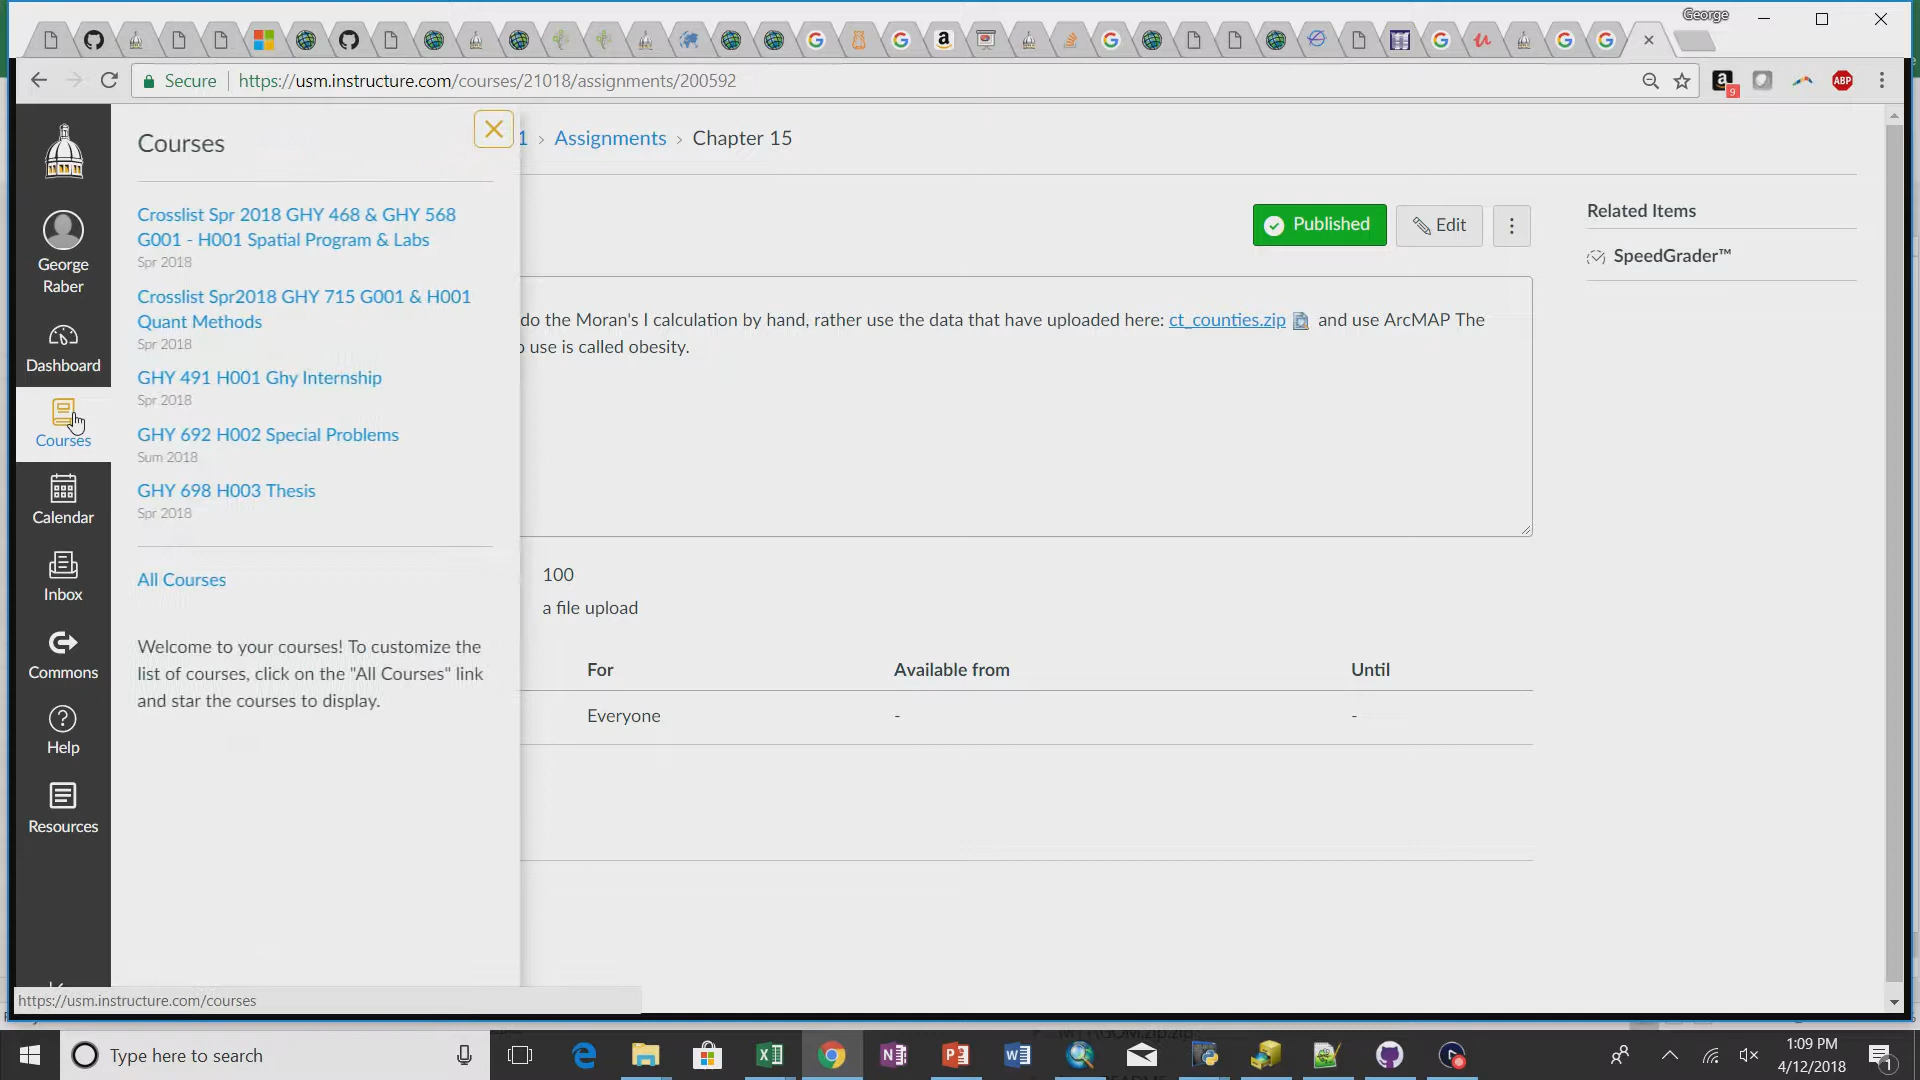 George
Secure
https://usm.instructure.com/courses/21018/assignments/200592
9
ABP
George
Raber
Dashboard
Courses
Calendar
Inbox
Commons
Help
Resources
Courses
Crosslist Spr 2018 GHY 468 & GHY 568
G001 - H001 Spatial Program & Labs
Spr 2018
Crosslist Spr2018 GHY 715 G001 & H001
Quant Methods
Spr 2018
GHY 491 H001 Ghy Internship
Spr 2018
GHY 692 H002 Special Problems
Sum 2018
GHY 698 H003 Thesis
Spr 2018
All Courses
Welcome to your courses! To customize the
list of courses, click on the "All Courses" link
and star the courses to display.
1 › Assignments › Chapter 15
Published
Edit
Related Items
SpeedGrader™
do the Moran's I calculation by hand, rather use the data that have uploaded here: ct_counties.zip and use ArcMAP The
use is called obesity.
100
a file upload
For Available from Until
Everyone - -
https://usm.instructure.com/courses
Type here to search
1:09 PM
4/12/2018
1